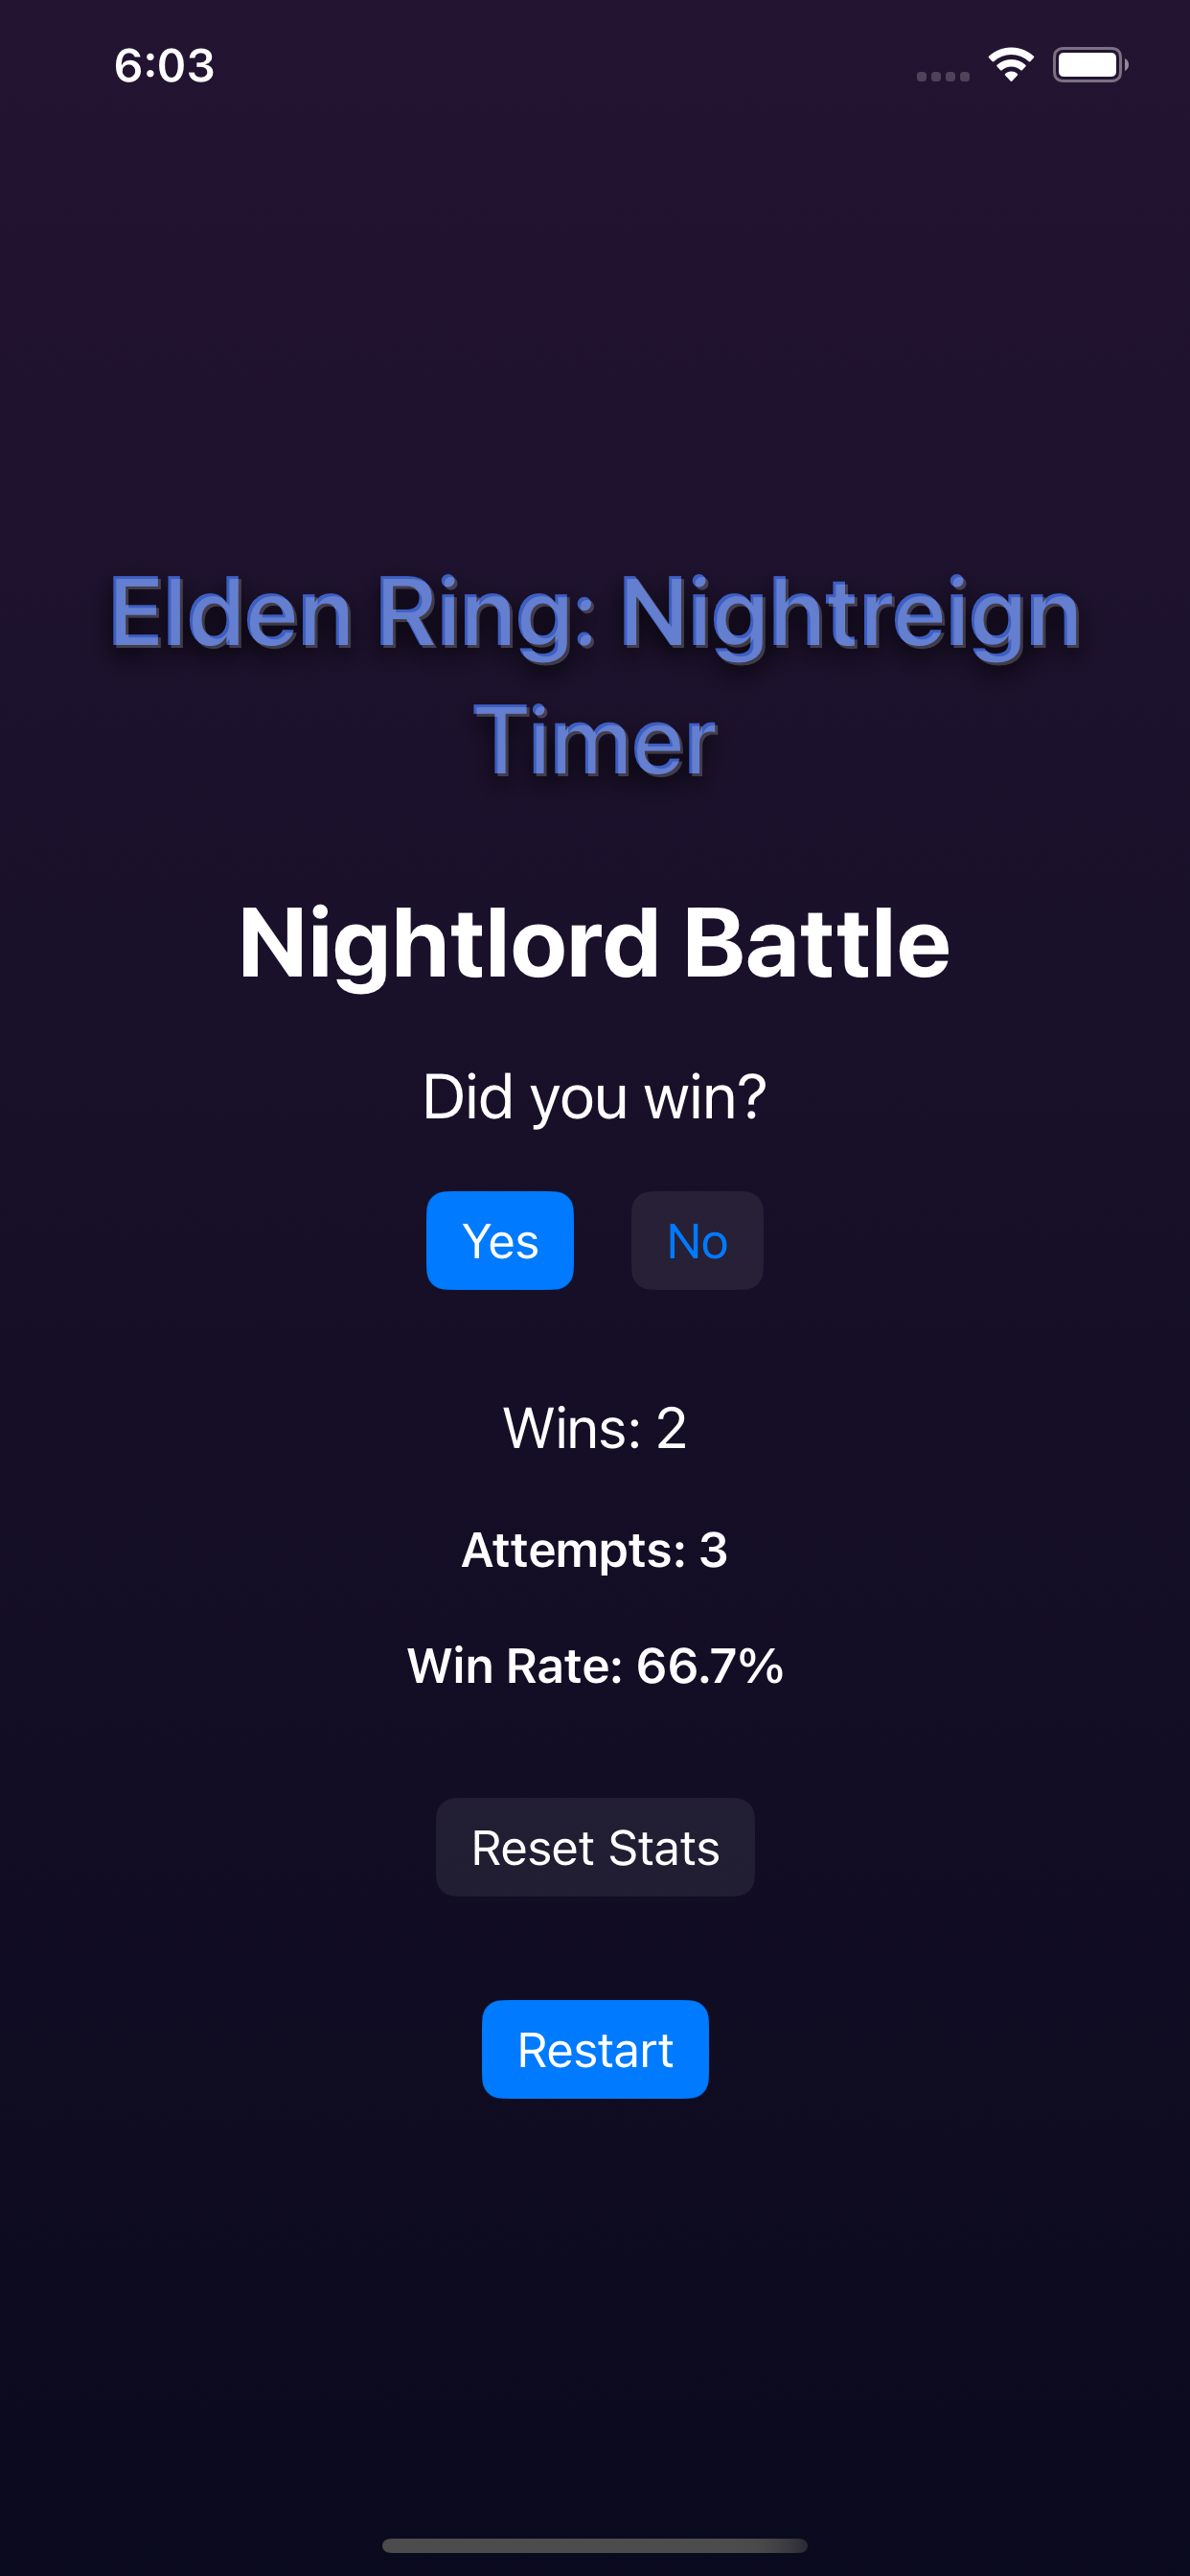 6:03
Elden Ring: Nightreign
Timer
Nightlord Battle
Did you win?
Yes No
Wins: 2
Attempts: 3
Win Rate: 66.7%
Reset Stats
Restart